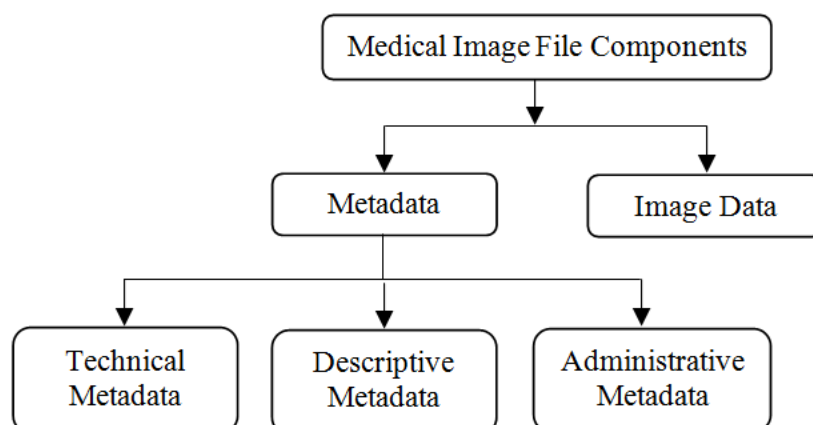 Medical Image File Components
Metadata
Image Data
Technical
Metadata
Descriptive
Metadata
Administrative
Metadata